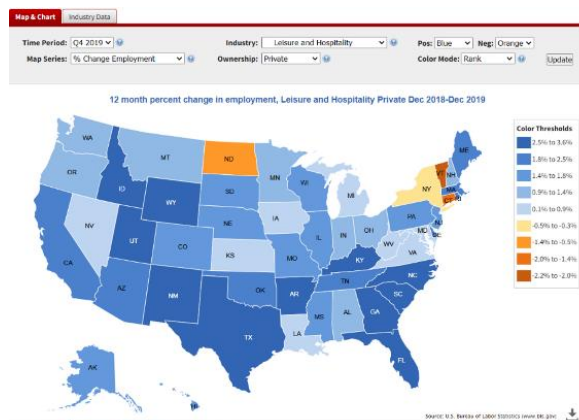 Map & Chart Industry Data
Time Period: Q4 2019 Industry: Leisure and Hospitality Pos: Blue Neg: Orange
Map Series: % Change Employment Ownership: Private Color Mode: Rank Update
12 month percent change in employment, Leisure and Hospitality Private Dec 2018-Dec 2019
Color Thresholds
2.5% to 3.6%
1.8% to 2.5%
1.4% to 1.8%
0.9% to 1.4%
0.1% to 0.9%
-0.5% to -0.3%
-1.4% to -0.5%
-2.0% to -1.4%
-2.2% to -2.0%
WA MT ND MN ME
OR ID WY SD WI MI NY VT NH
MA CT RI
NV UT CO NE IA IL IN OH PA NJ
CA KS MO KY WV VA MD DE
AZ NM OK AR TN NC SC
TX LA MS AL GA
FL
AK
HI
Source: U.S. Bureau of Labor Statistics (www.bls.gov)